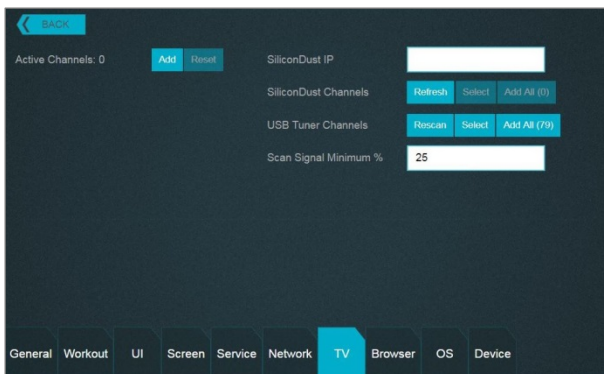 BACK
Active Channels: 0 Add Reset SiliconDust IP
SiliconDust Channels Refresh Select Add All (0)
USB Tuner Channels Rescan Select Add All (79)
Scan Signal Minimum % 25
General Workout UI Screen Service Network TV Browser OS Device